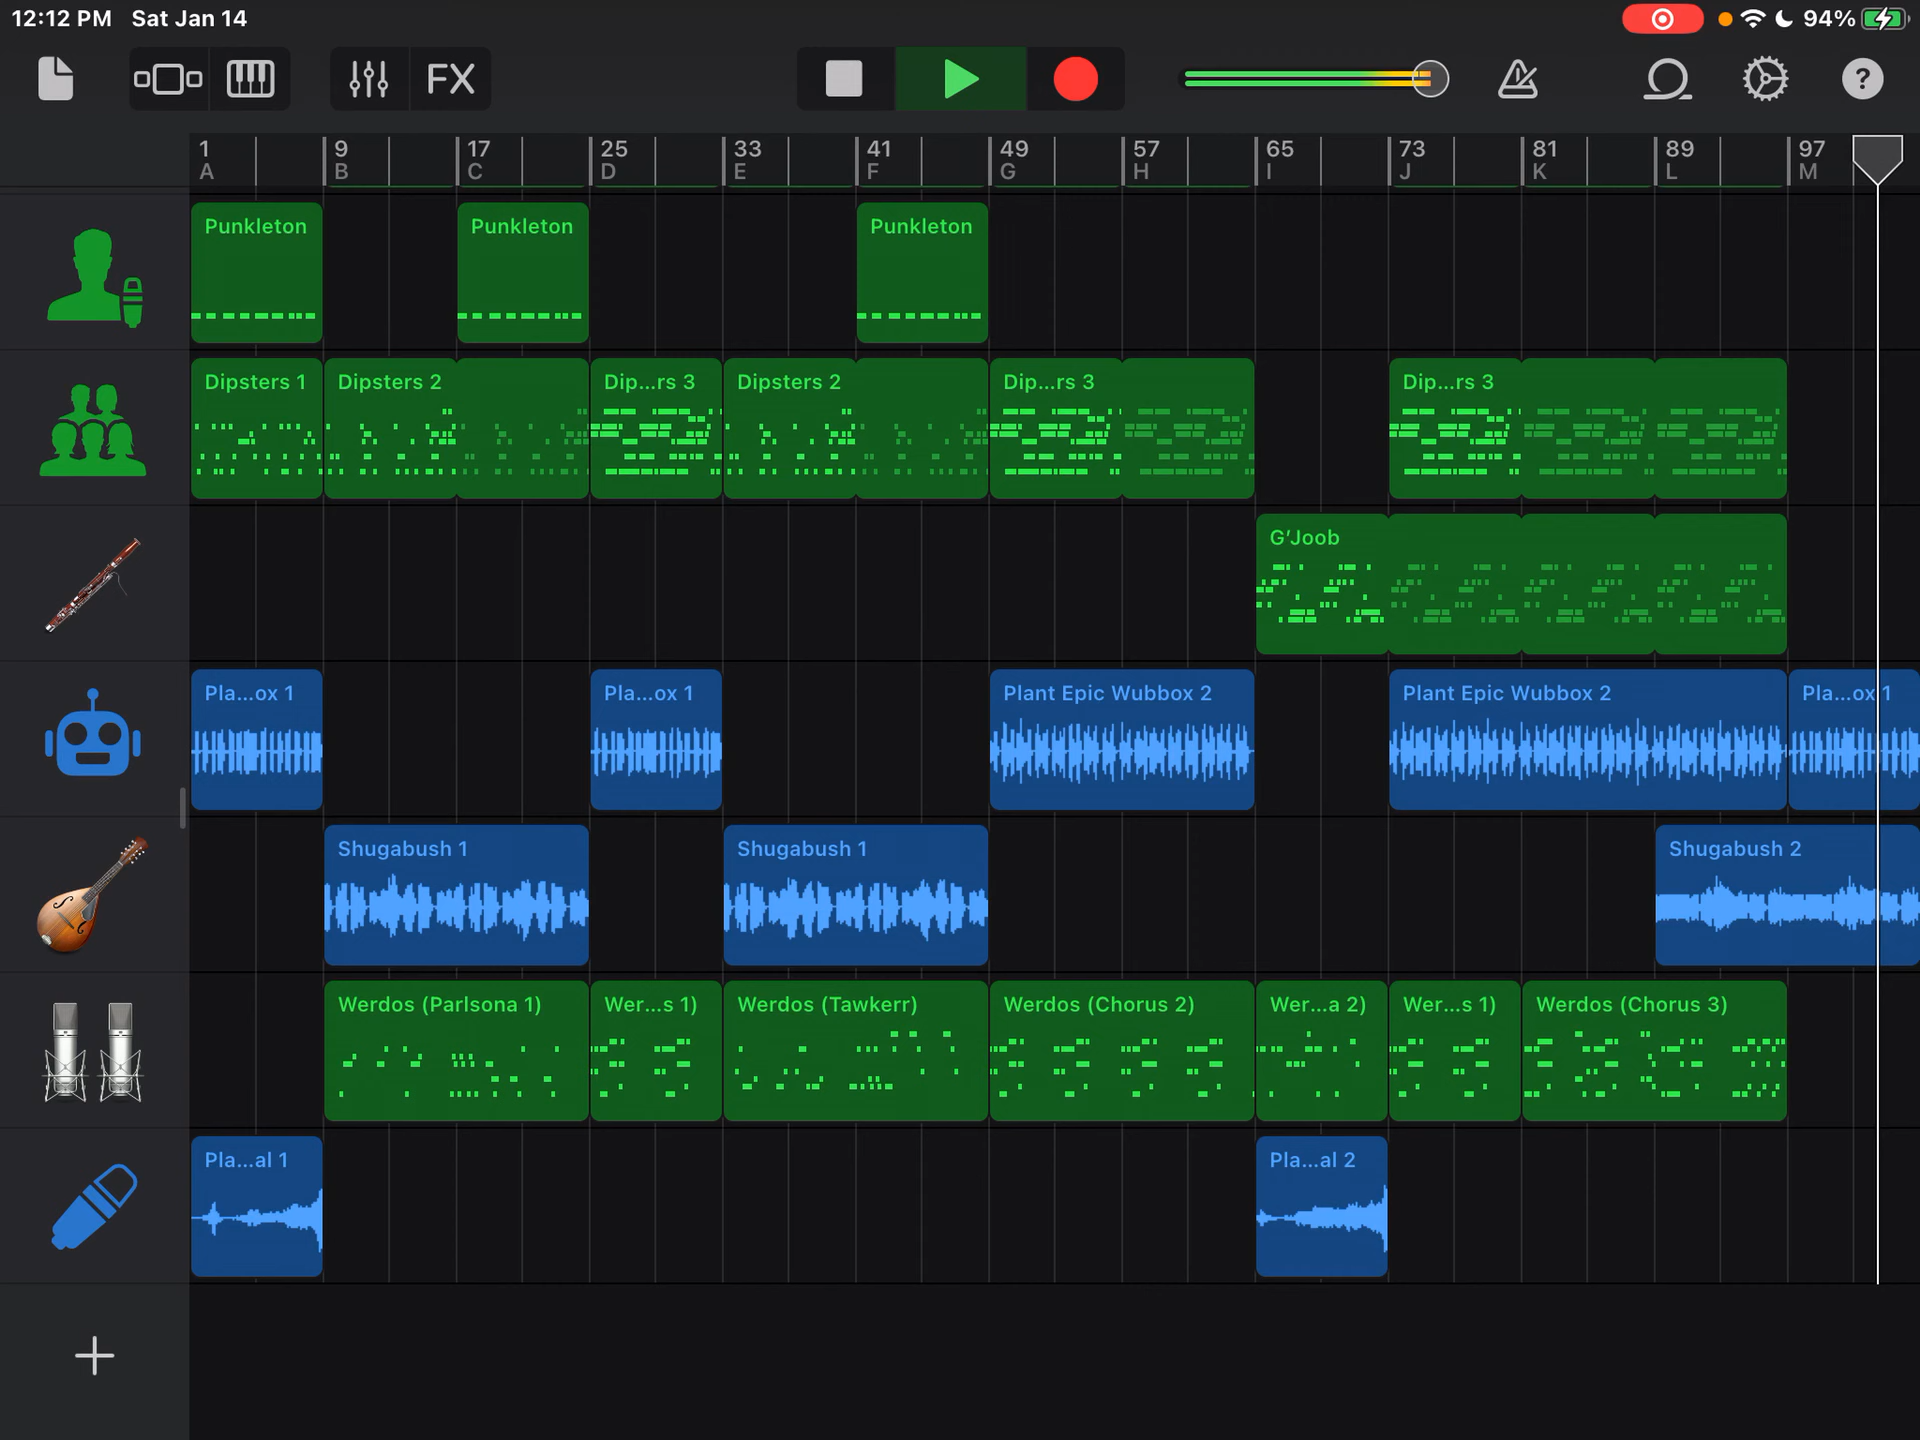 12:12 PM Sat Jan 14
94%
FX
?
1 9 17 25 33 41 49 57 65 73 81 89 97
A B C D E F G H I J K L M
Punkleton Punkleton Punkleton
Dipsters 1 Dipsters 2 Dip...rs 3 Dipsters 2 Dip...rs 3 Dip...rs 3
G'Joob
Pla...ox 1 Pla...ox 1 Plant Epic Wubbox 2 Plant Epic Wubbox 2 Pla...ox 1
Shugabush 1 Shugabush 1 Shugabush 2
Werdos (Parlsona 1) Wer...s 1) Werdos (Tawkerr) Werdos (Chorus 2) Wer...a 2) Wer...s 1) Werdos (Chorus 3)
Pla...al 1 Pla...al 2